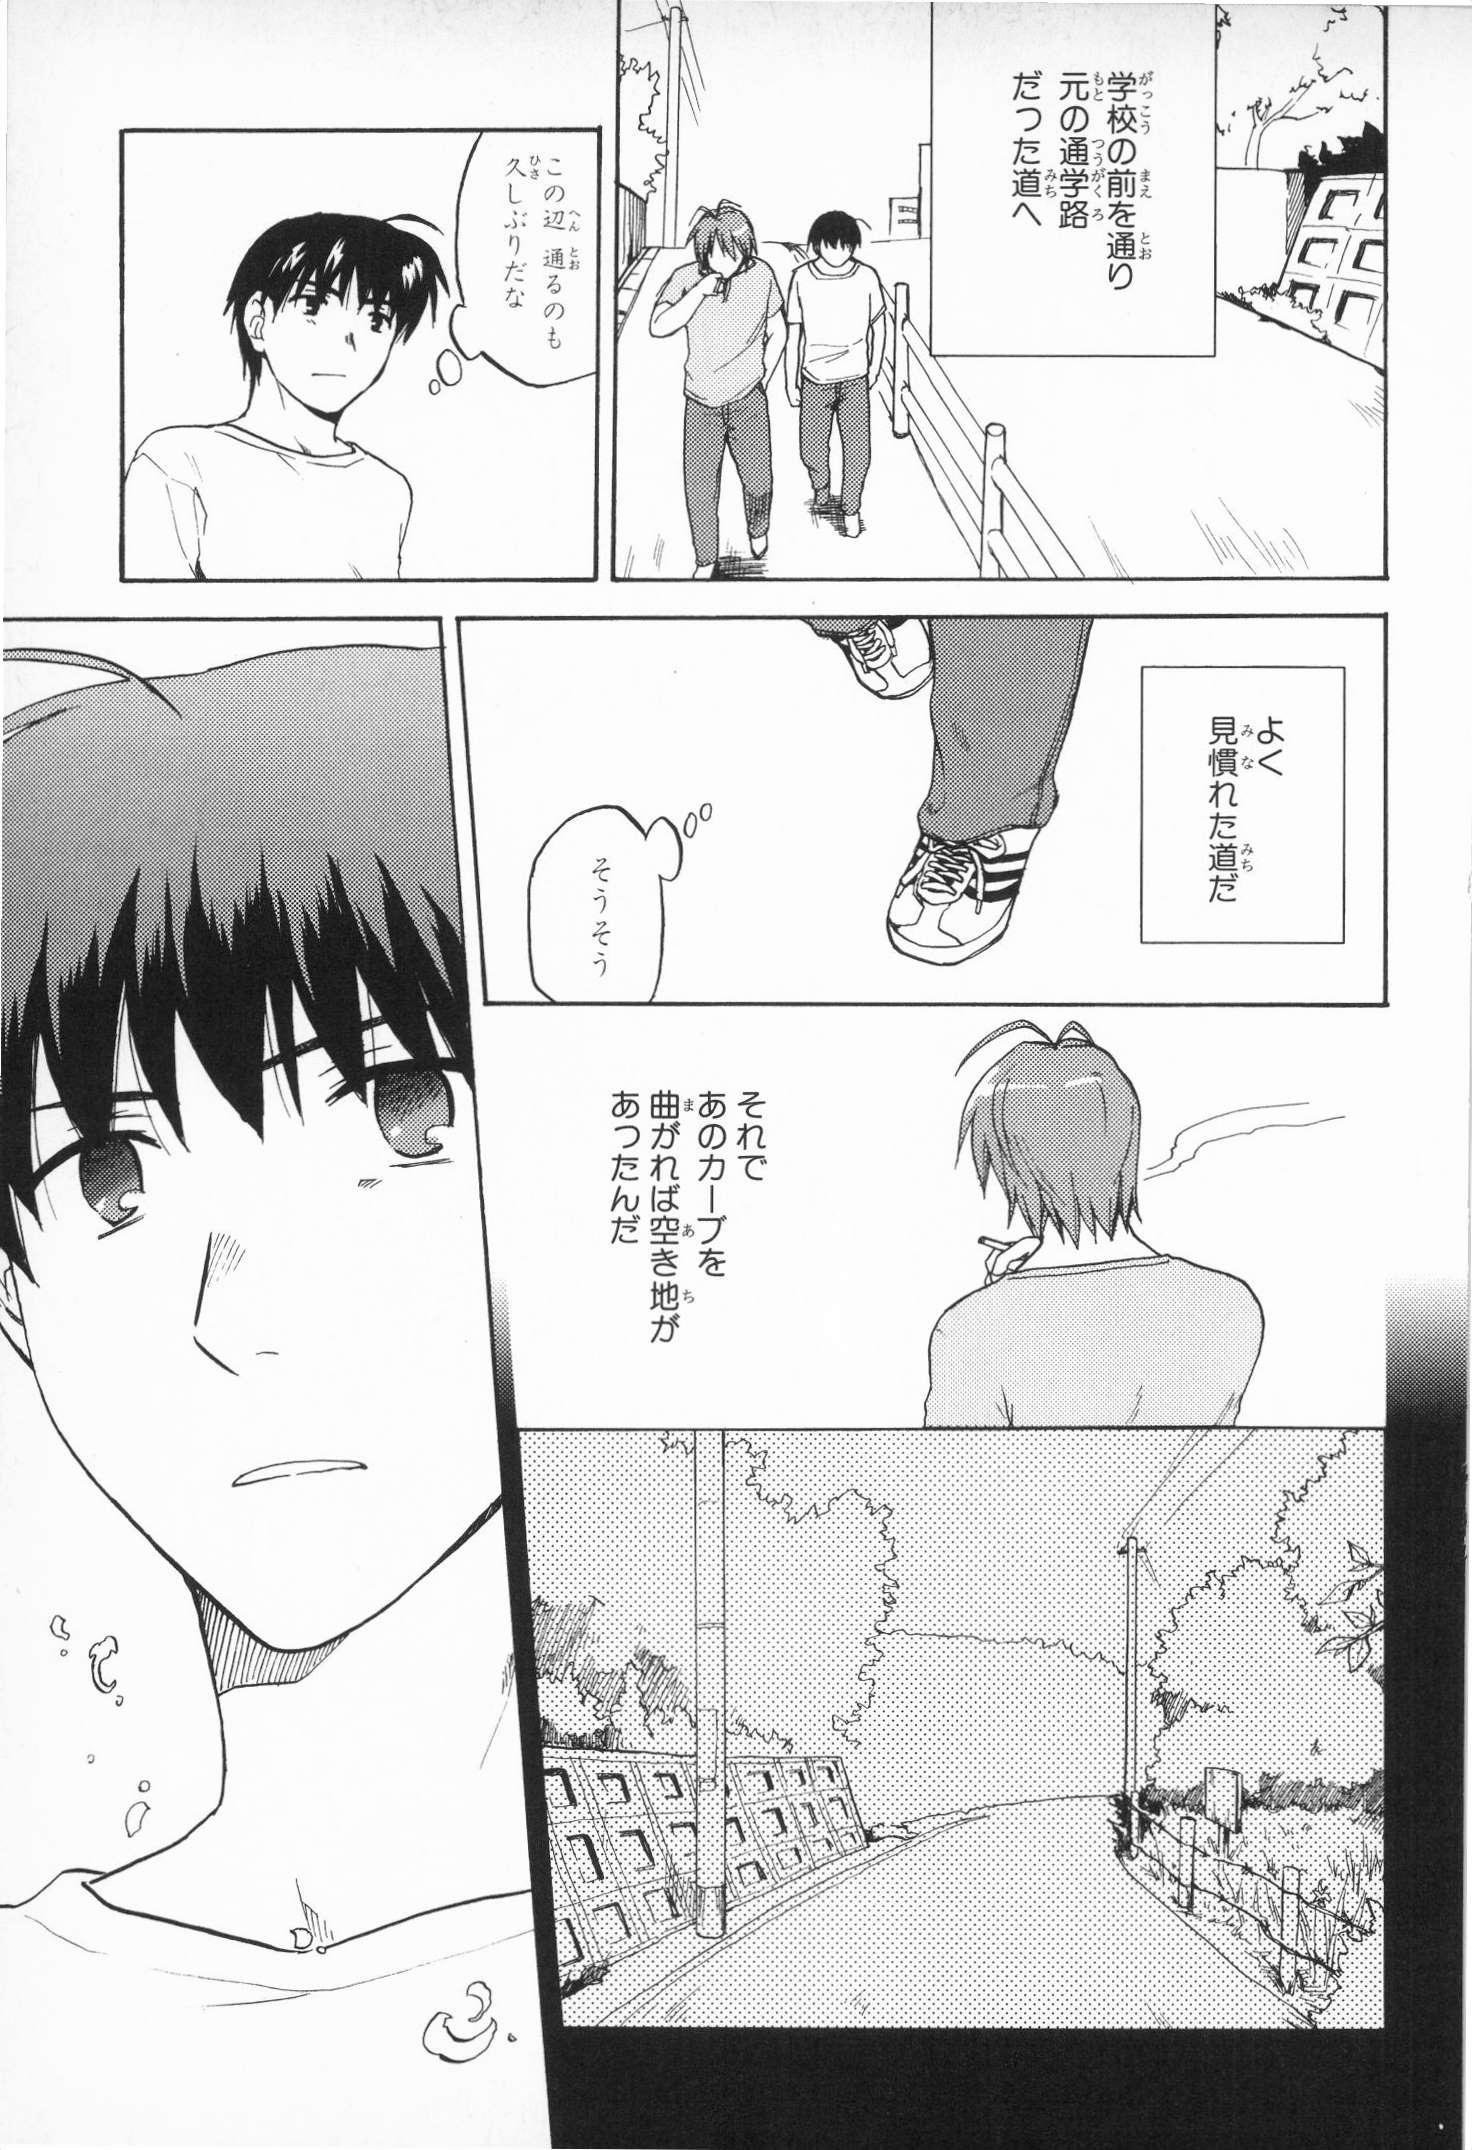 学校の前を通り
元の通学路
だった道へ
この辺 通るのも
久しぶりだな
よく
見慣れた道だ
そうそう
それで
あのカーブを
曲がれば空き地が
あったんだ